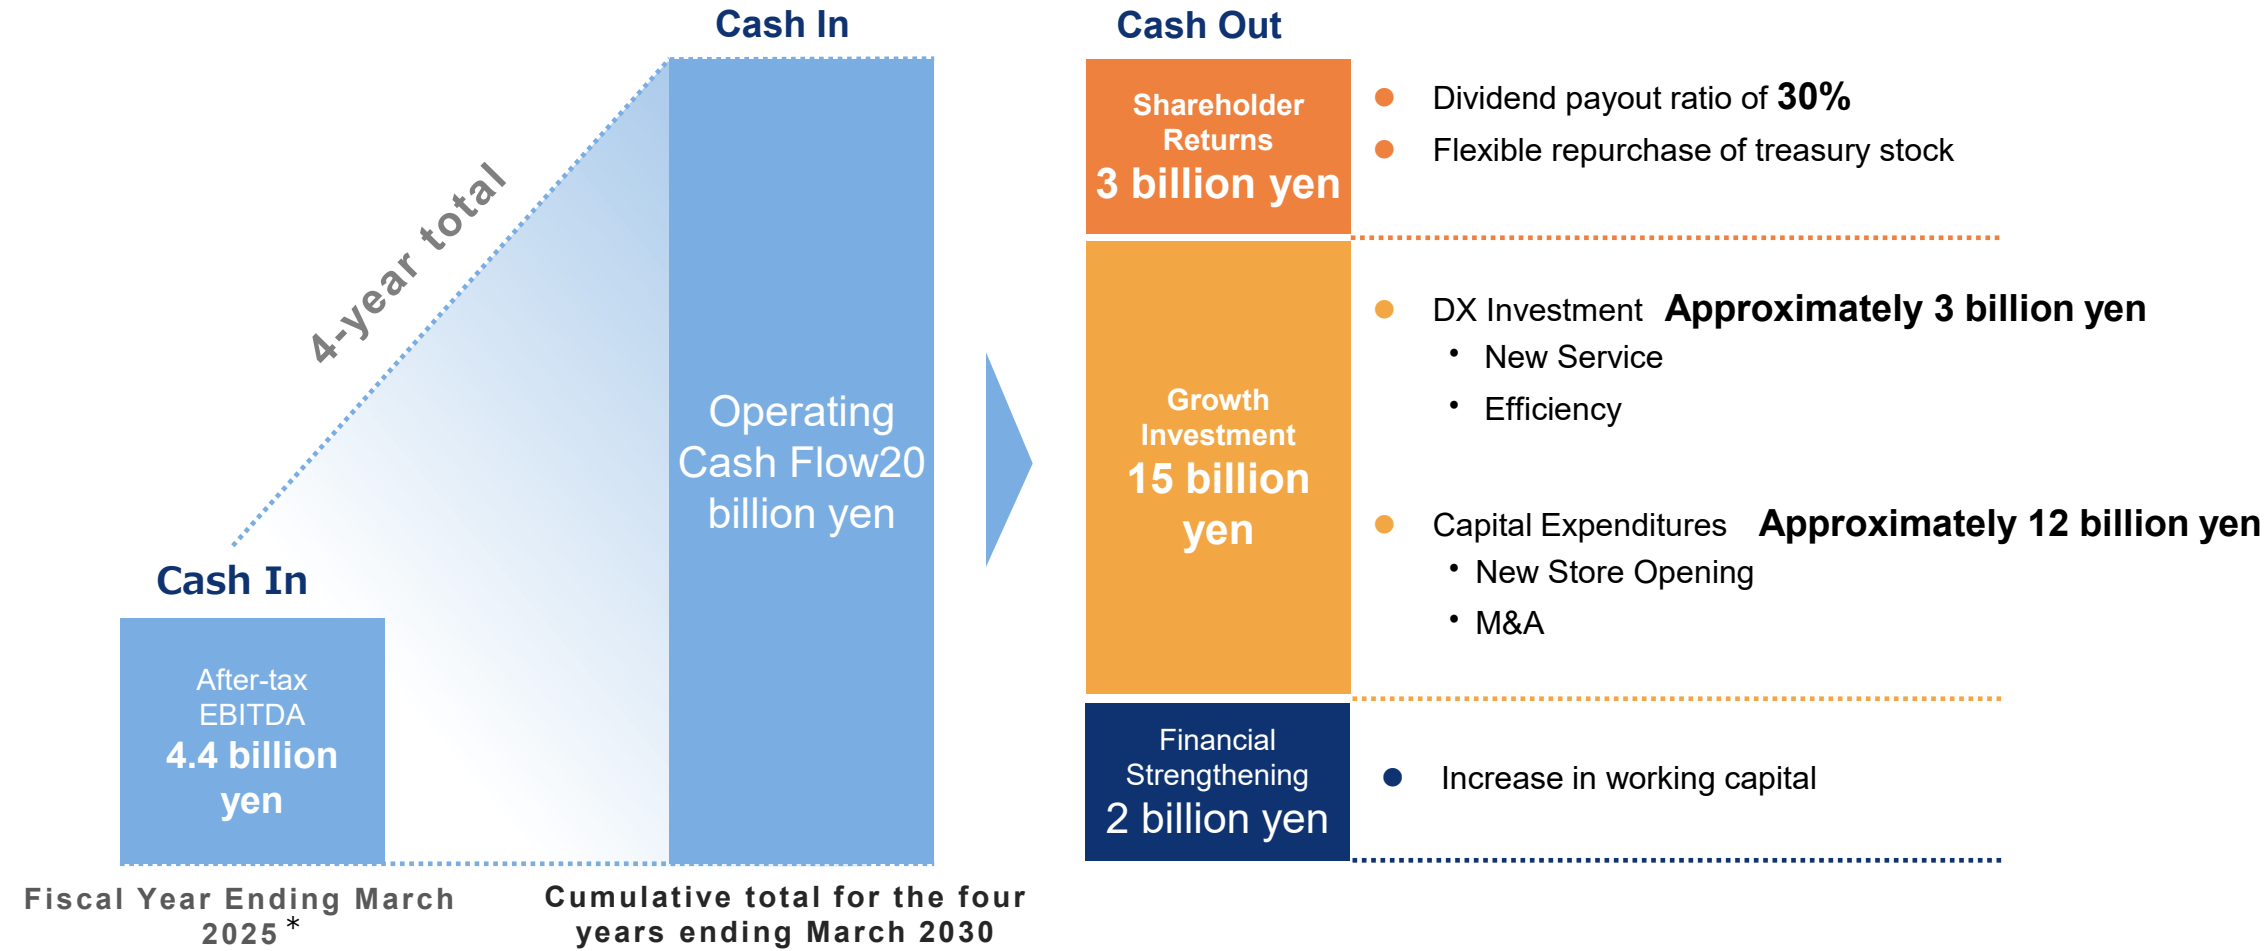 Cash In
4-year total
Cash In
After-tax
EBITDA
4.4 billion
yen
Fiscal Year Ending March
2025 *
Operating
Cash Flow20
billion yen
Cumulative total for the four
years ending March 2030
Cash Out
Shareholder
Returns
3 billion yen
● Dividend payout ratio of 30%
● Flexible repurchase of treasury stock
Growth
Investment
15 billion
yen
● DX Investment Approximately 3 billion yen
・ New Service
・ Efficiency
● Capital Expenditures Approximately 12 billion yen
・ New Store Opening
・ M&A
Financial
Strengthening
2 billion yen
● Increase in working capital